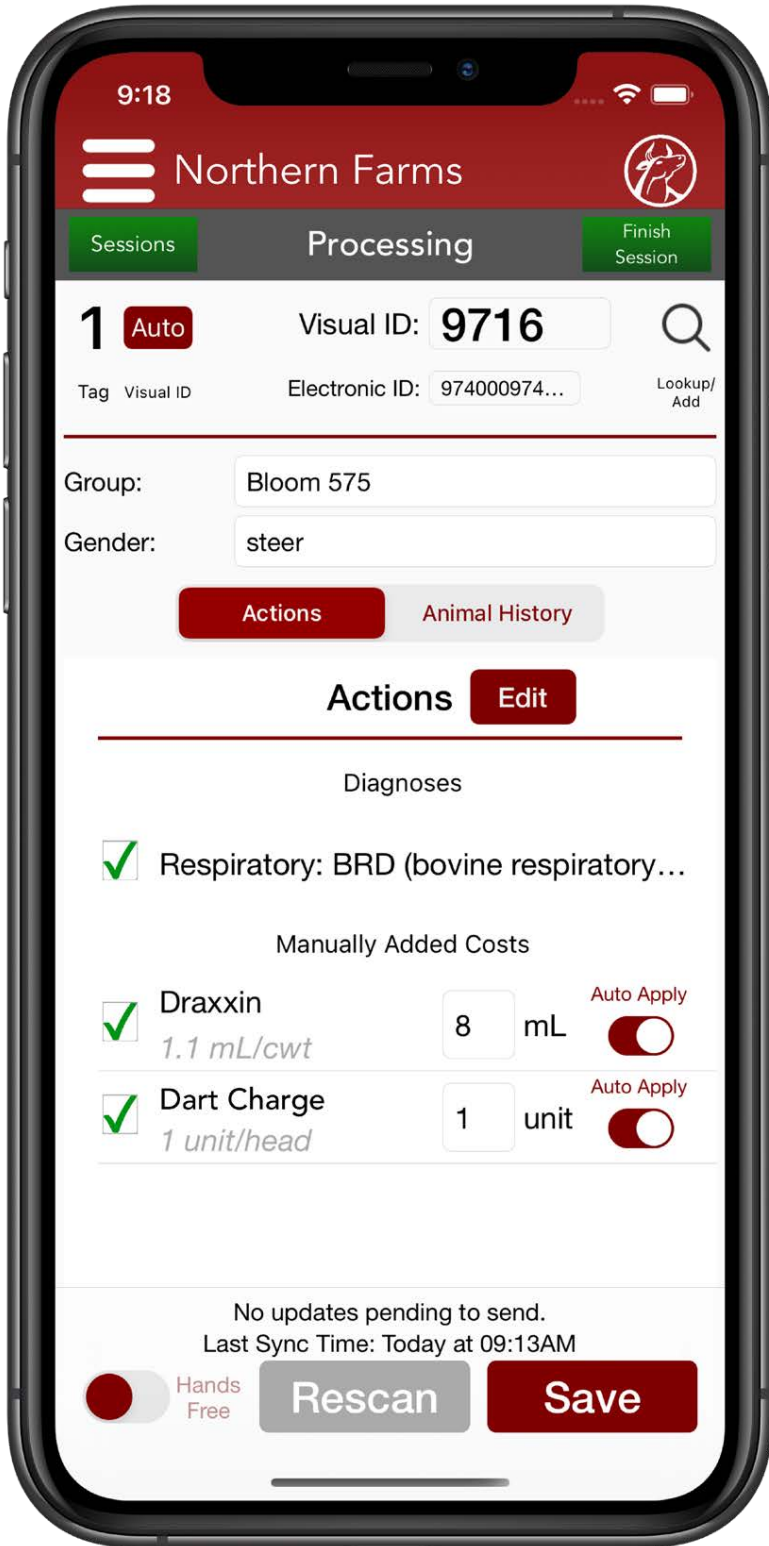 9:18
Northern Farms
Sessions
Processing
Finish
Session
1 Auto
Visual ID: 9716
Tag Visual ID
Electronic ID: 974000974...
Lookup/
Add
Group: Bloom 575
Gender: steer
Actions
Animal History
Actions Edit
Diagnoses
Respiratory: BRD (bovine respiratory...
Manually Added Costs
Draxxin
1.1 mL/cwt
8 mL
Auto Apply
Dart Charge
1 unit/head
1 unit
Auto Apply
No updates pending to send.
Last Sync Time: Today at 09:13AM
Hands
Free
Rescan
Save